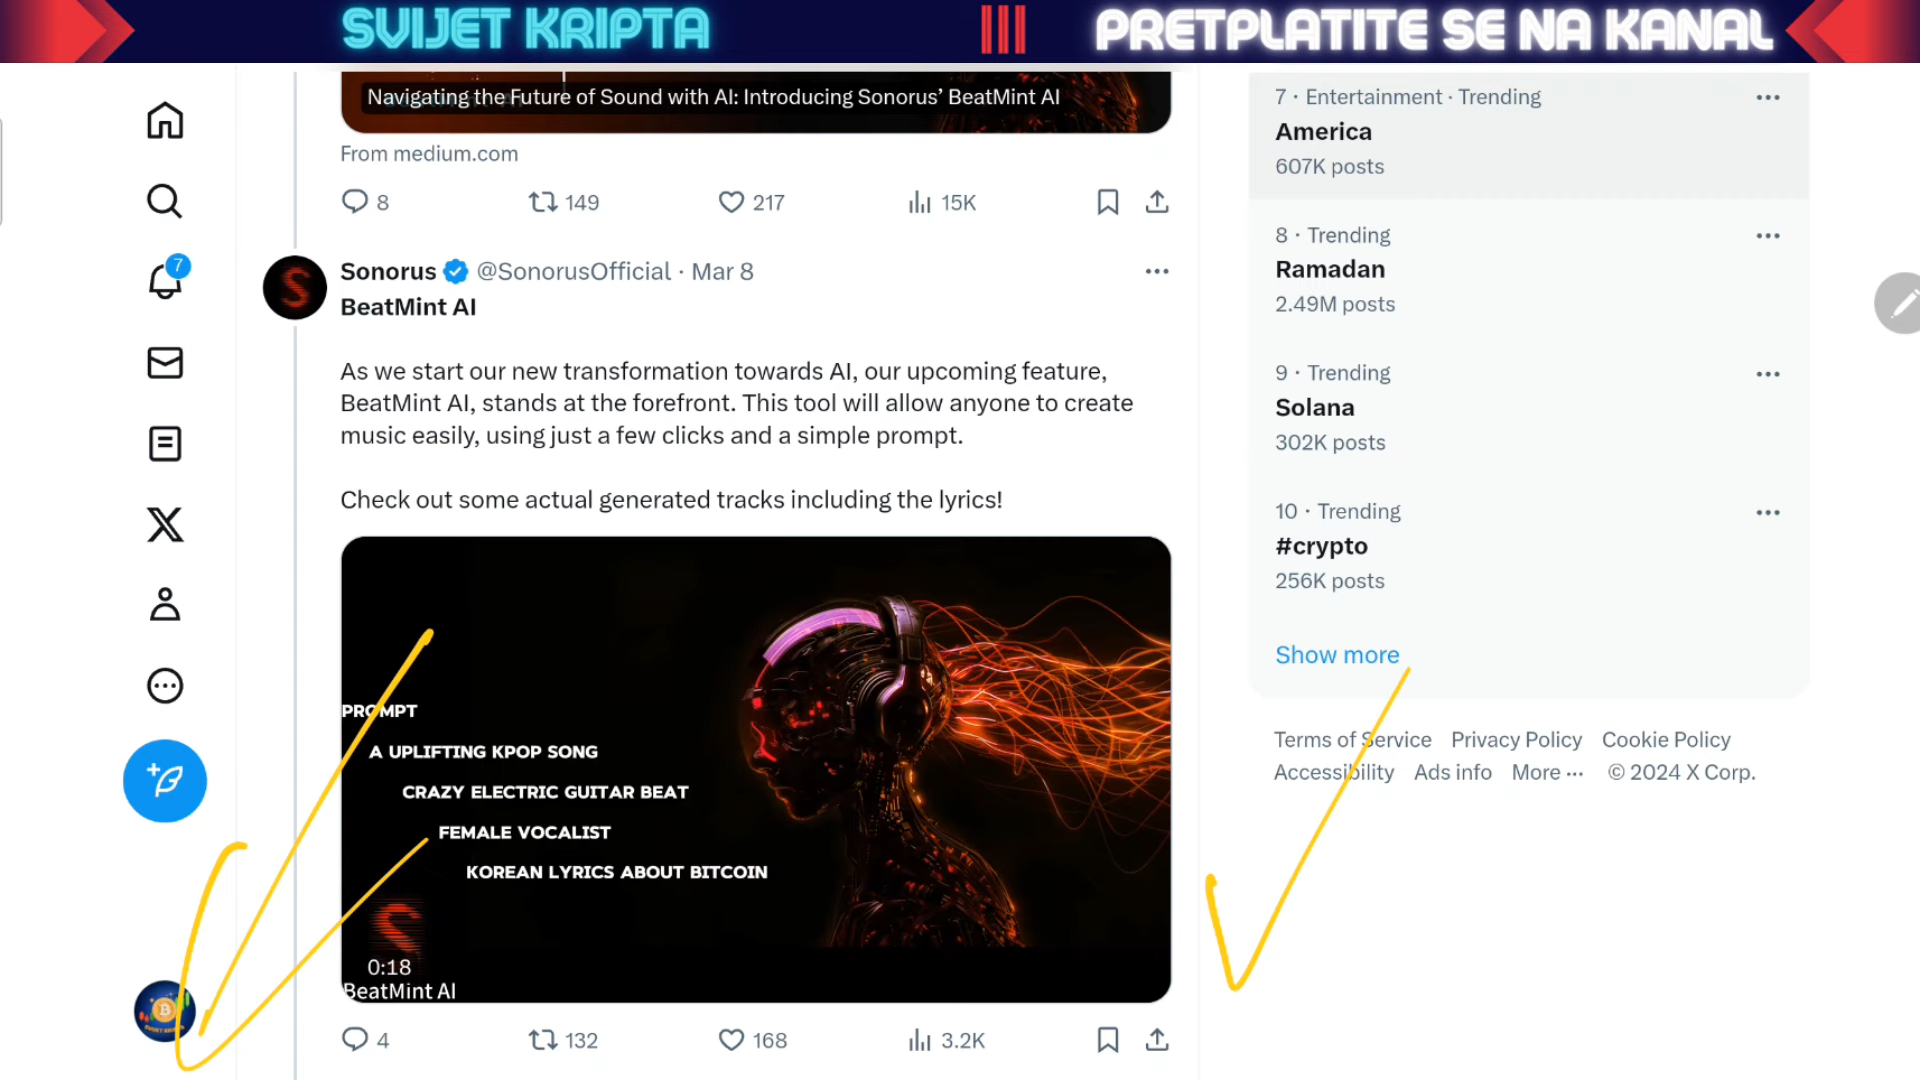 SVIJET KRIPTA
PRETPLATITE SE NA KANAL
Navigating the Future of Sound with AI: Introducing Sonorus’ BeatMint AI
From medium.com
8 149 217 15K
Sonorus @SonorusOfficial · Mar 8
BeatMint AI
As we start our new transformation towards AI, our upcoming feature,
BeatMint AI, stands at the forefront. This tool will allow anyone to create
music easily, using just a few clicks and a simple prompt.
Check out some actual generated tracks including the lyrics!
PROMPT
A UPLIFTING KPOP SONG
CRAZY ELECTRIC GUITAR BEAT
FEMALE VOCALIST
KOREAN LYRICS ABOUT BITCOIN
0:18
BeatMint AI
4 132 168 3.2K
7
7 · Entertainment · Trending
America
607K posts
8 · Trending
Ramadan
2.49M posts
9 · Trending
Solana
302K posts
10 · Trending
#crypto
256K posts
Show more
Terms of Service Privacy Policy Cookie Policy
Accessibility Ads info More ··· © 2024 X Corp.